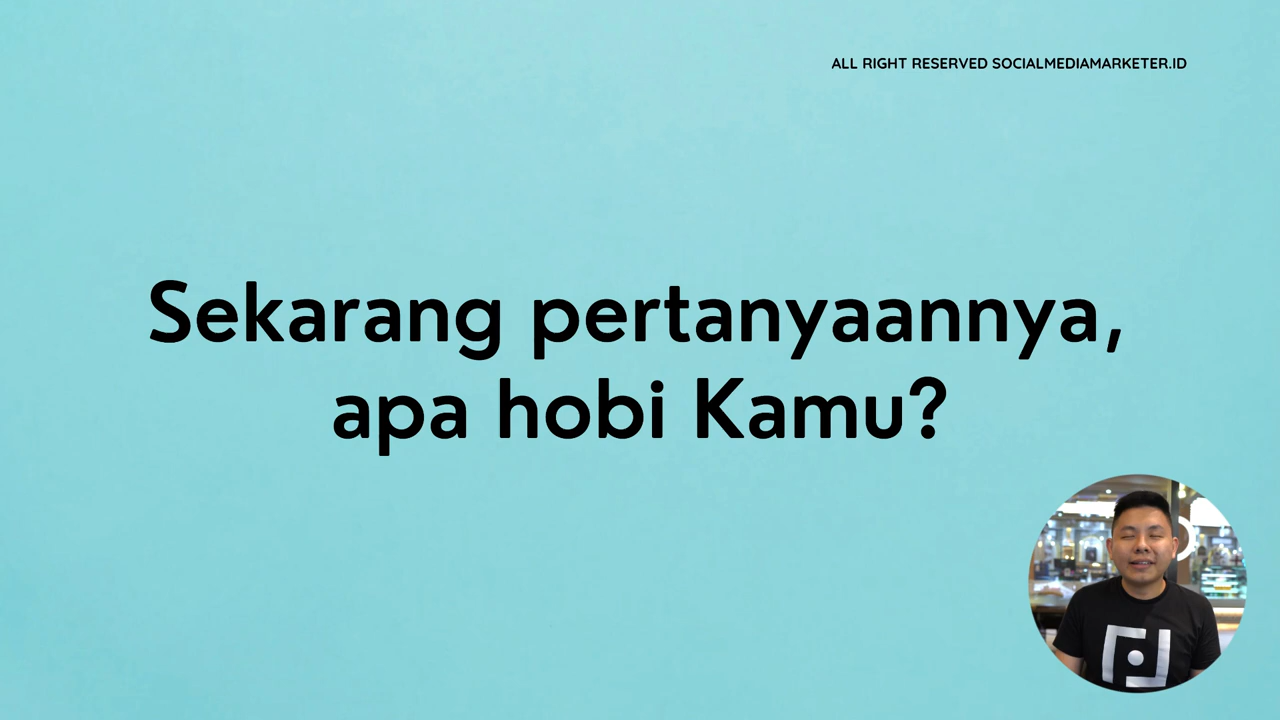 ALL RIGHT RESERVED SOCIALMEDIAMARKETER.ID
Sekarang pertanyaannya,
apa hobi Kamu?